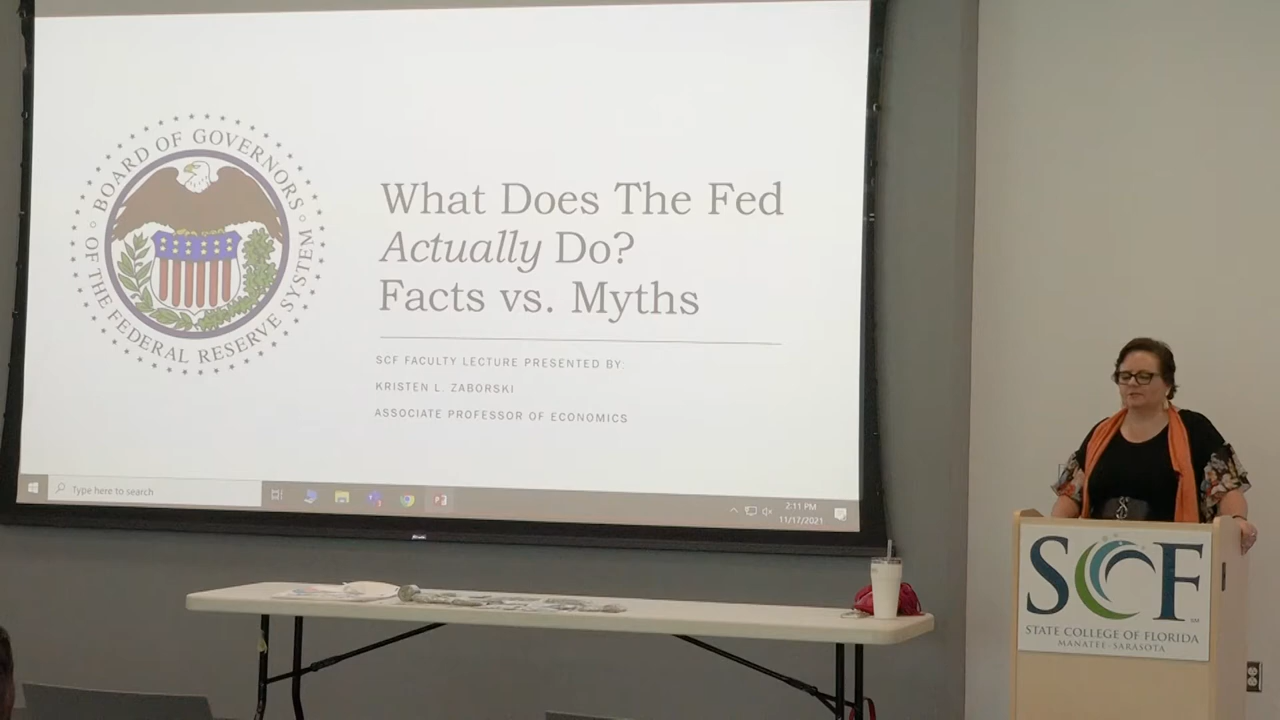 BOARD OF GOVERNORS
OF THE FEDERAL RESERVE SYSTEM
What Does The Fed
Actually Do?
Facts vs. Myths
SCF FACULTY LECTURE PRESENTED BY:
KRISTEN L. ZABORSKI
ASSOCIATE PROFESSOR OF ECONOMICS
Type here to search
2:11 PM
11/17/2021
SCF
SM
STATE COLLEGE OF FLORIDA
MANATEE-SARASOTA